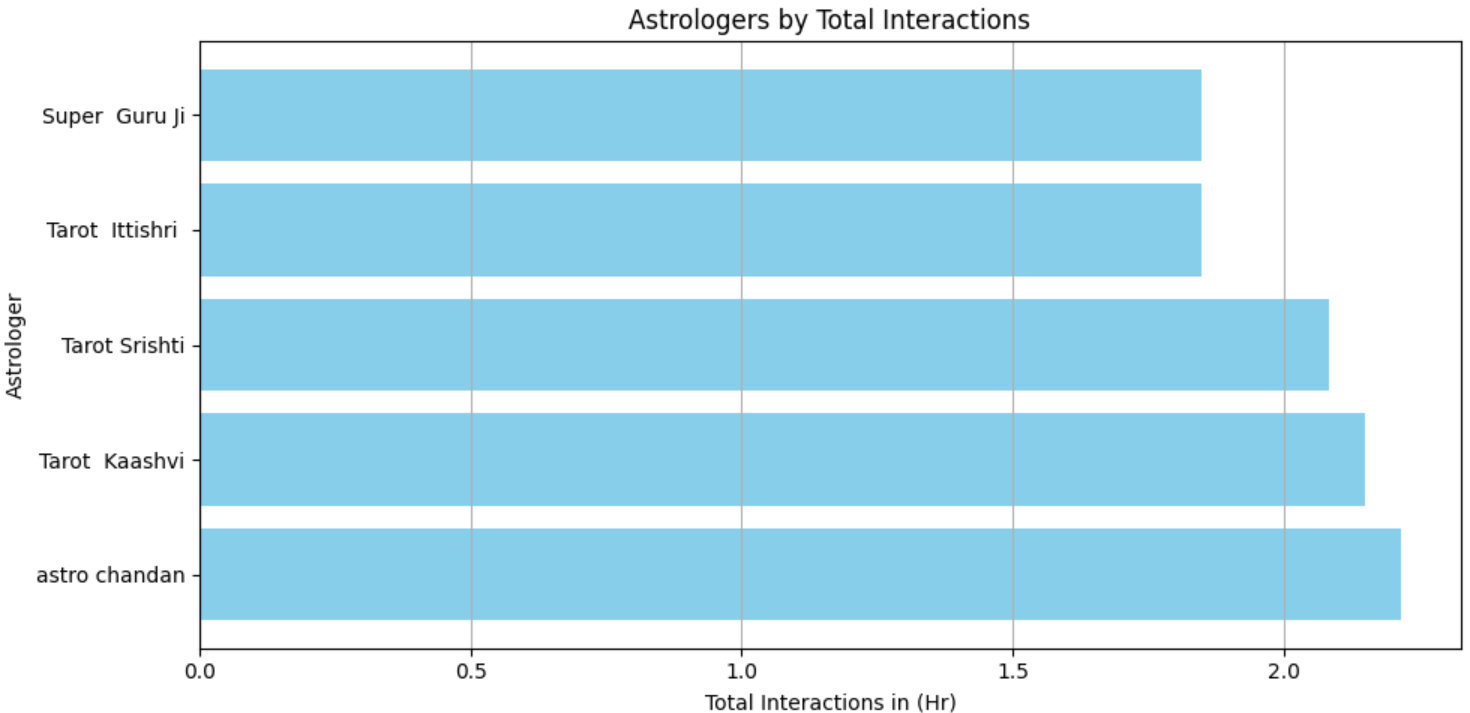 Astrologers by Total Interactions
Astrologer
Super  Guru Ji
Tarot  Ittishri
Tarot Srishti
Tarot  Kaashvi
astro chandan
0.0
0.5
1.0
1.5
2.0
Total Interactions in (Hr)